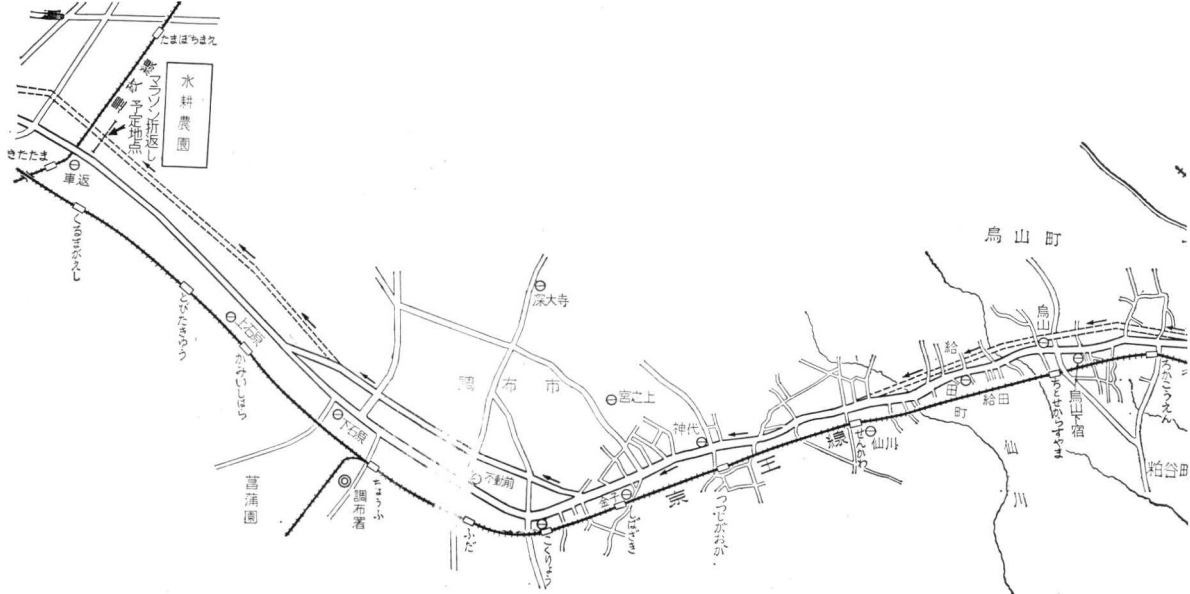 たまぼちまえ
水耕農園
マラソン折返し
予定地点
きたたま
車返
くるまがえし
とびたきゆう
上石原
かみいしはら
下石原
菖蒲園
調布署
ちようふ
調布市
深大寺
不動前
ふだ
こくりよう
宮之上
金子
しばさき
神代
つつじがおか
京王線
せんかわ
仙川
給田町
給田
仙川
烏山町
烏山
ちとせからすやま
烏山下宿
ろかこうえん
粕谷町